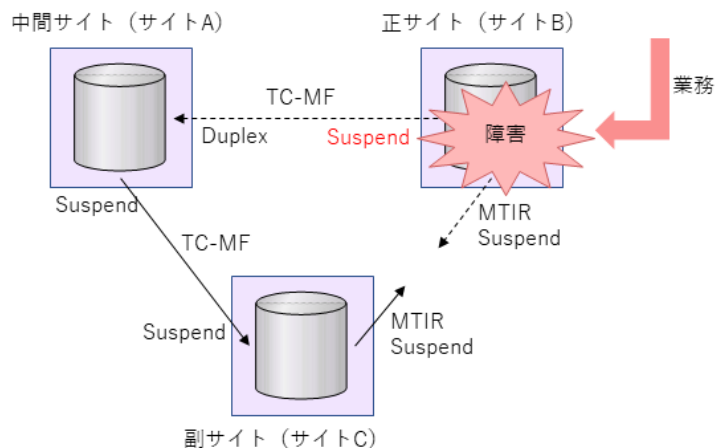 中間サイト（サイトA）
正サイト（サイトB）
業務
TC-MF
Duplex
Suspend
障害
Suspend
MTIR
Suspend
TC-MF
Suspend
MTIR
Suspend
副サイト（サイトC）